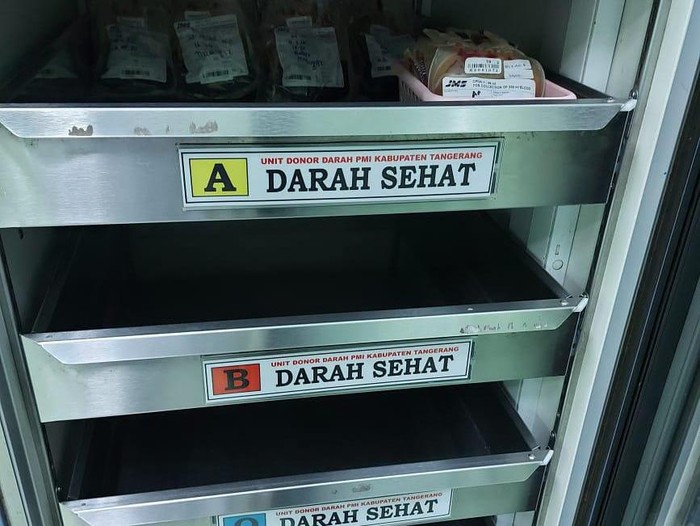 JMS
A
UNIT DONOR DARAH PMI KABUPATEN TANGERANG
DARAH SEHAT
B
UNIT DONOR DARAH PMI KABUPATEN TANGERANG
DARAH SEHAT
UNIT DONOR DARAH PMI KABUPATEN TANGERANG
DARAH SEHAT